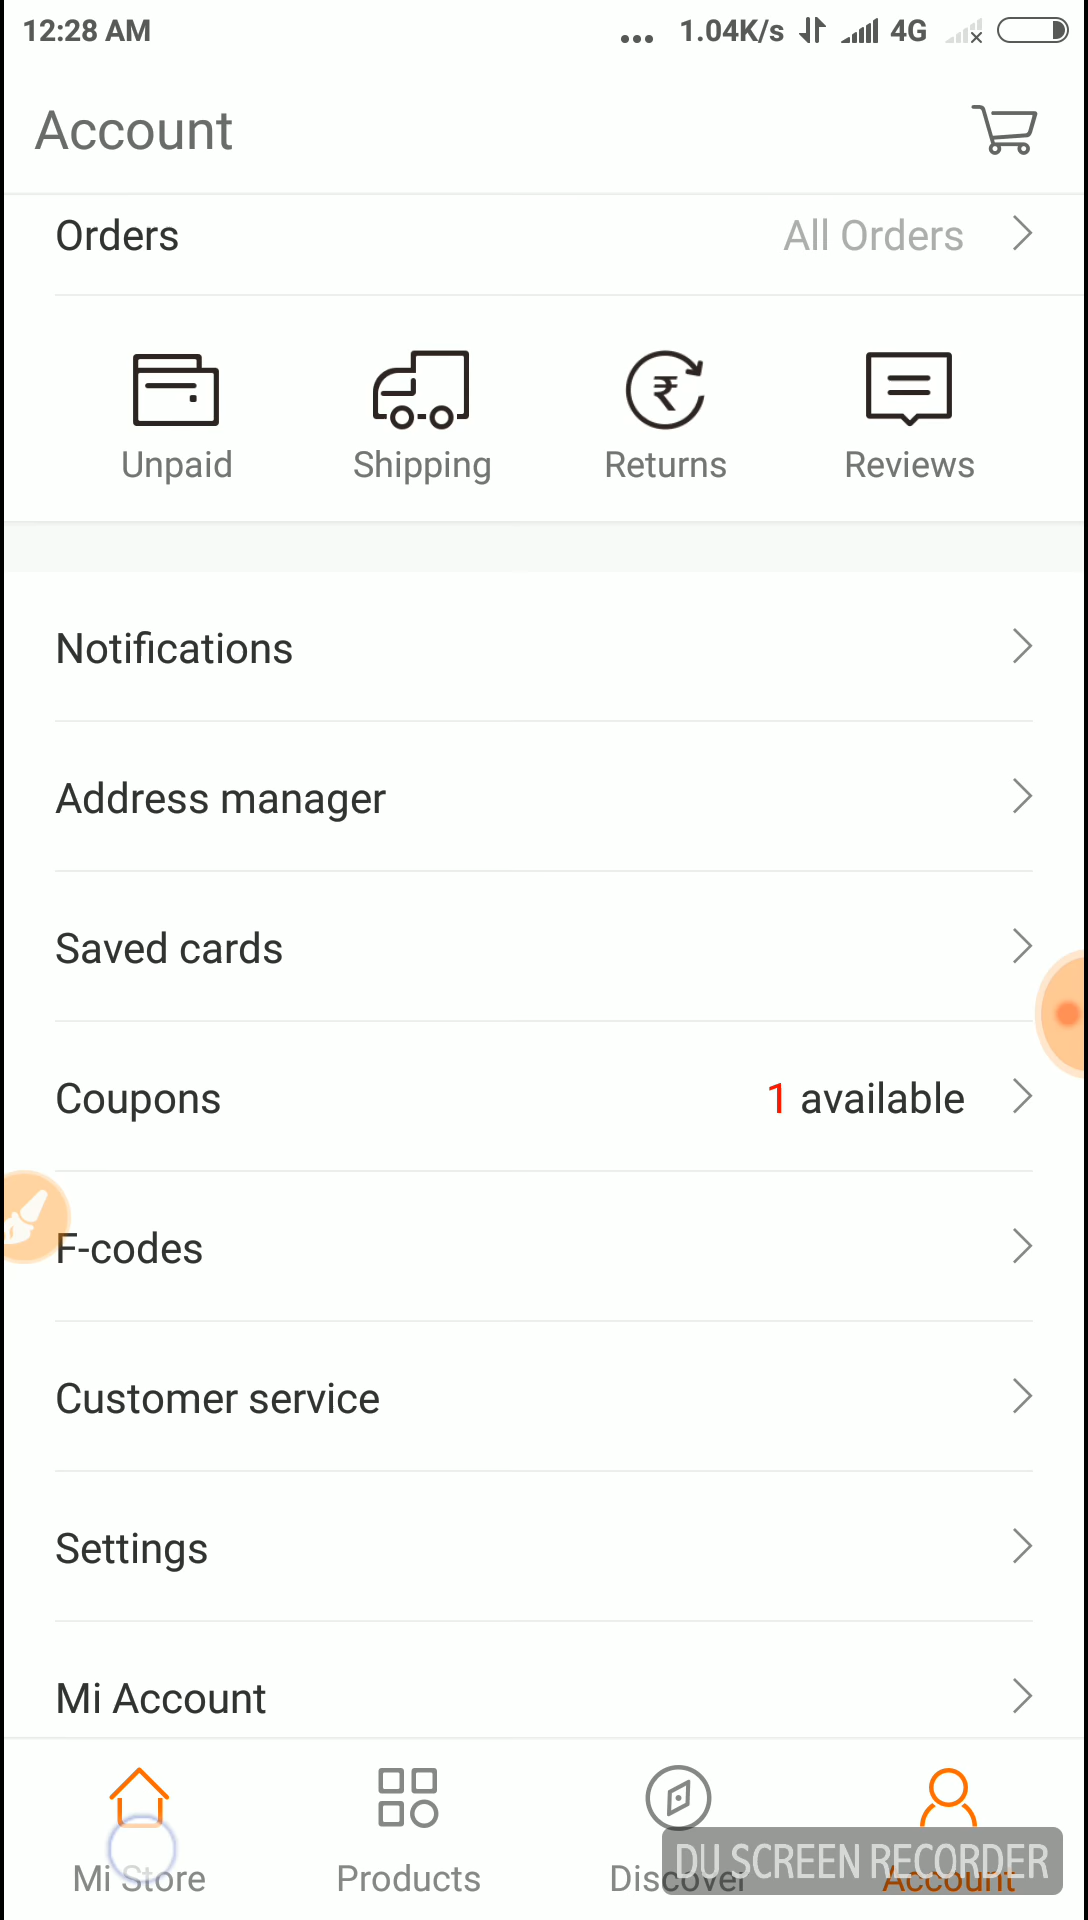 12:28 AM ... 1.04K/s 4G
Account
Orders All Orders
₹
Unpaid Shipping Returns Reviews
Notifications
Address manager
Saved cards
Coupons 1 available
F-codes
Customer service
Settings
Mi Account
Mi Store Products Discover Account
DU SCREEN RECORDER